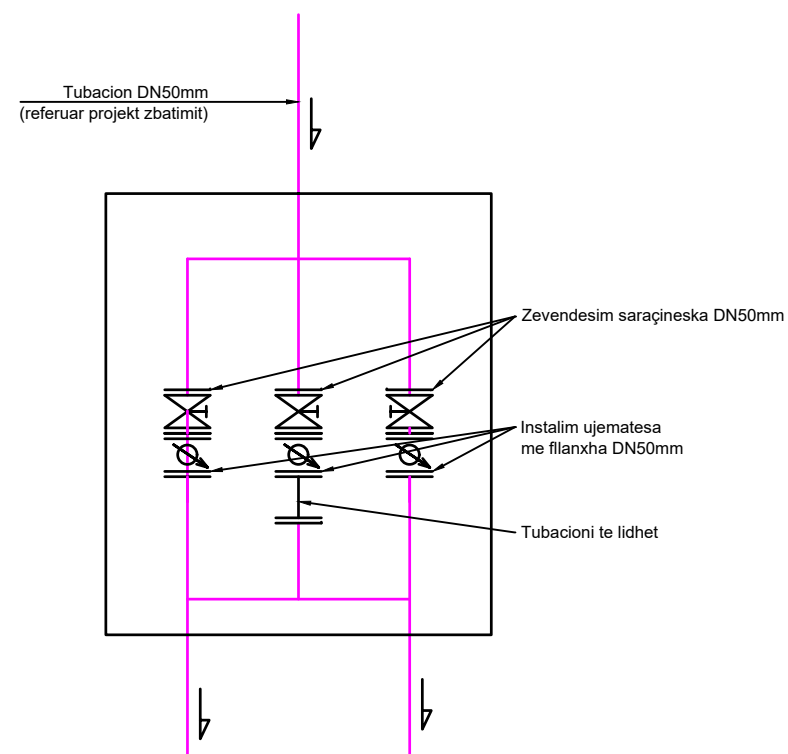 Tubacion DN50mm
(referuar projekt zbatimit)
Zevendesim saraçineska DN50mm
Instalim ujematesa
me fllanxha DN50mm
Tubacioni te lidhet